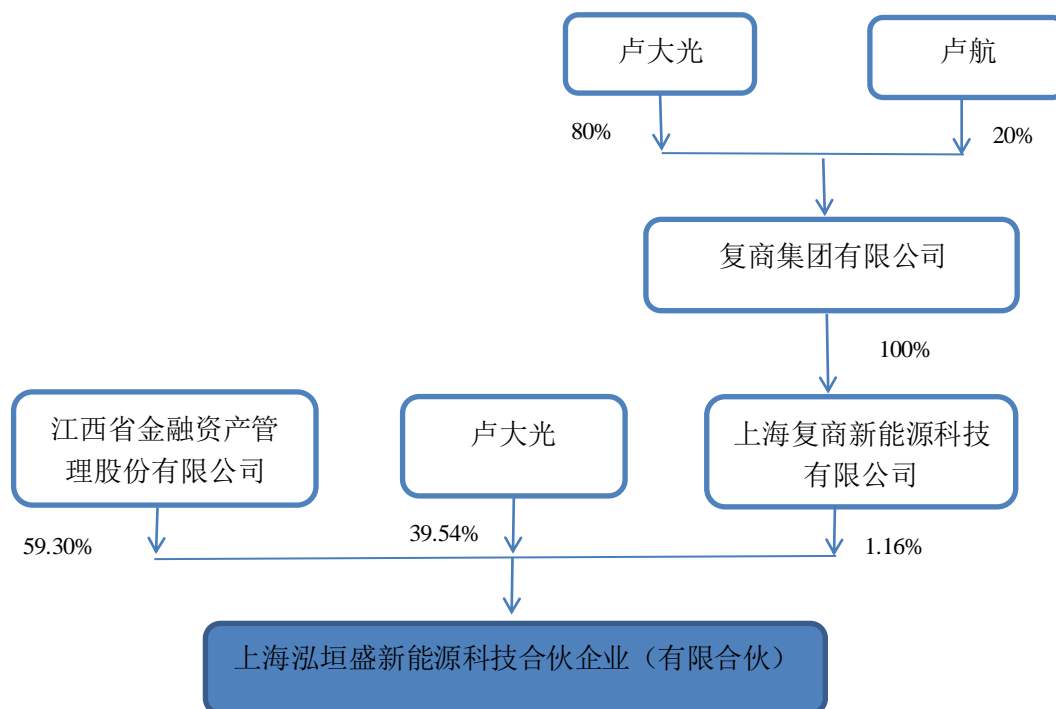 卢大光
卢航
80%
20%
复商集团有限公司
100%
江西省金融资产管
理股份有限公司
卢大光
上海复商新能源科技
有限公司
59.30%
39.54%
1.16%
上海泓垣盛新能源科技合伙企业（有限合伙）